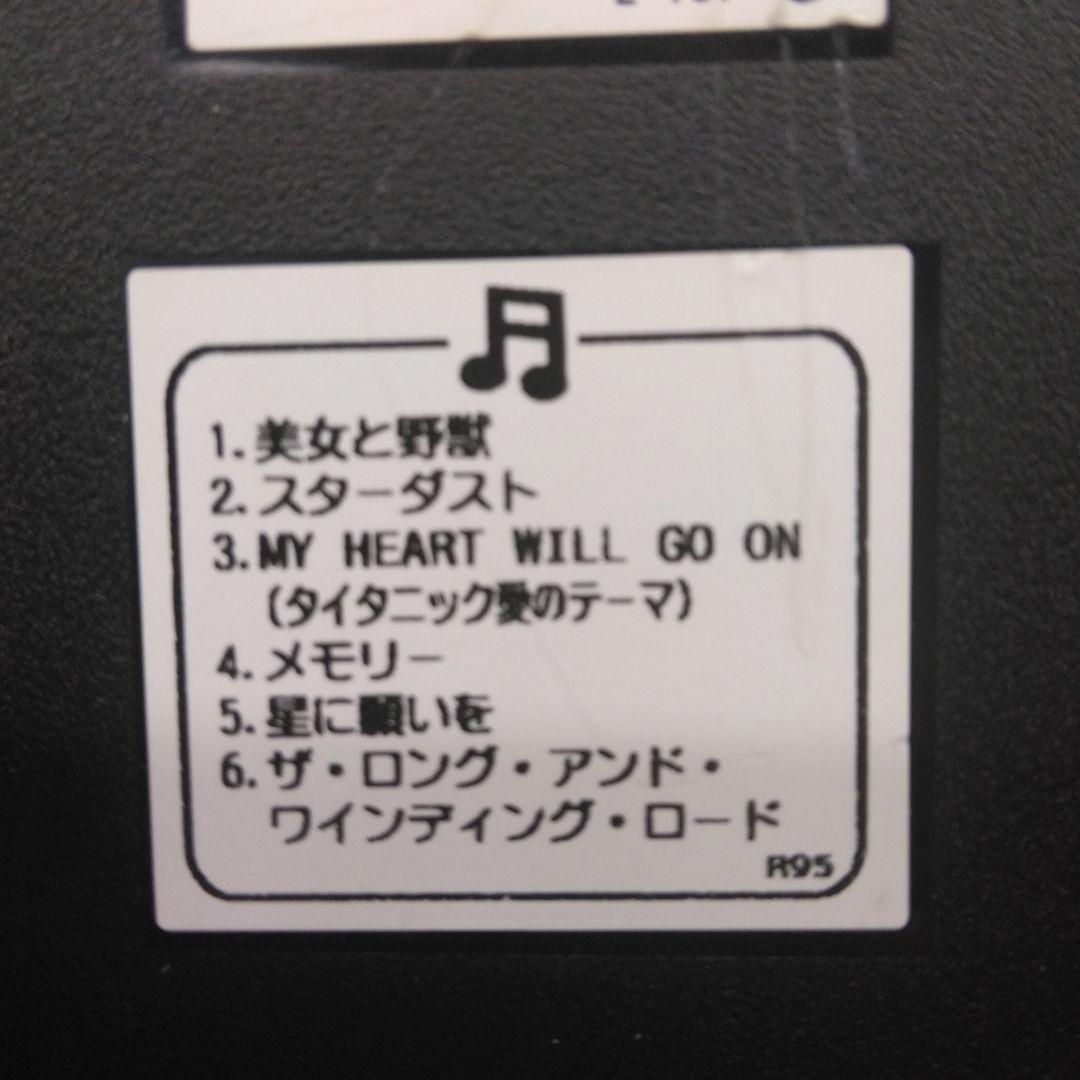 1.美女と野獣
2.スターダスト
3.MY HEART WILL GO ON
(タイタニック愛のテーマ)
4.メモリー
5.星に願いを
6.ザ・ロング・アンド・
ワインディング・ロード
R95